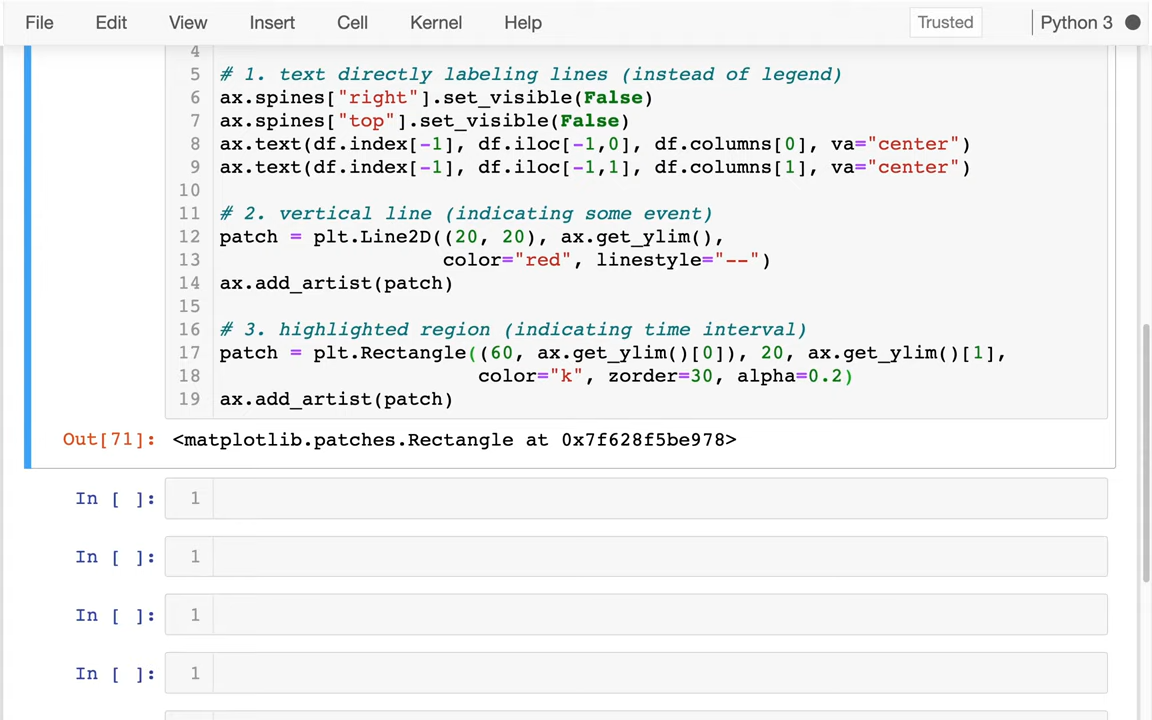 File Edit View Insert Cell Kernel Help Trusted Python 3
4
5 # 1. text directly labeling lines (instead of legend)
6 ax.spines["right"].set_visible(False)
7 ax.spines["top"].set_visible(False)
8 ax.text(df.index[-1], df.iloc[-1,0], df.columns[0], va="center")
9 ax.text(df.index[-1], df.iloc[-1,1], df.columns[1], va="center")
10
11 # 2. vertical line (indicating some event)
12 patch = plt.Line2D((20, 20), ax.get_ylim(),
13 color="red", linestyle="--")
14 ax.add_artist(patch)
15
16 # 3. highlighted region (indicating time interval)
17 patch = plt.Rectangle((60, ax.get_ylim()[0]), 20, ax.get_ylim()[1],
18 color="k", zorder=30, alpha=0.2)
19 ax.add_artist(patch)
Out[71]: <matplotlib.patches.Rectangle at 0x7f628f5be978>
In [ ]: 1
In [ ]: 1
In [ ]: 1
In [ ]: 1